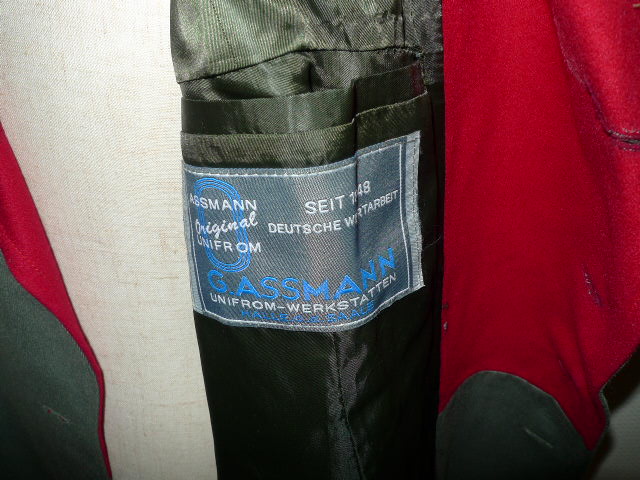 ASSMANN
Original
UNIFROM
SEIT
DEUTSCHE
G.ASSMANN
UNIFROM-WERKSTATTEN